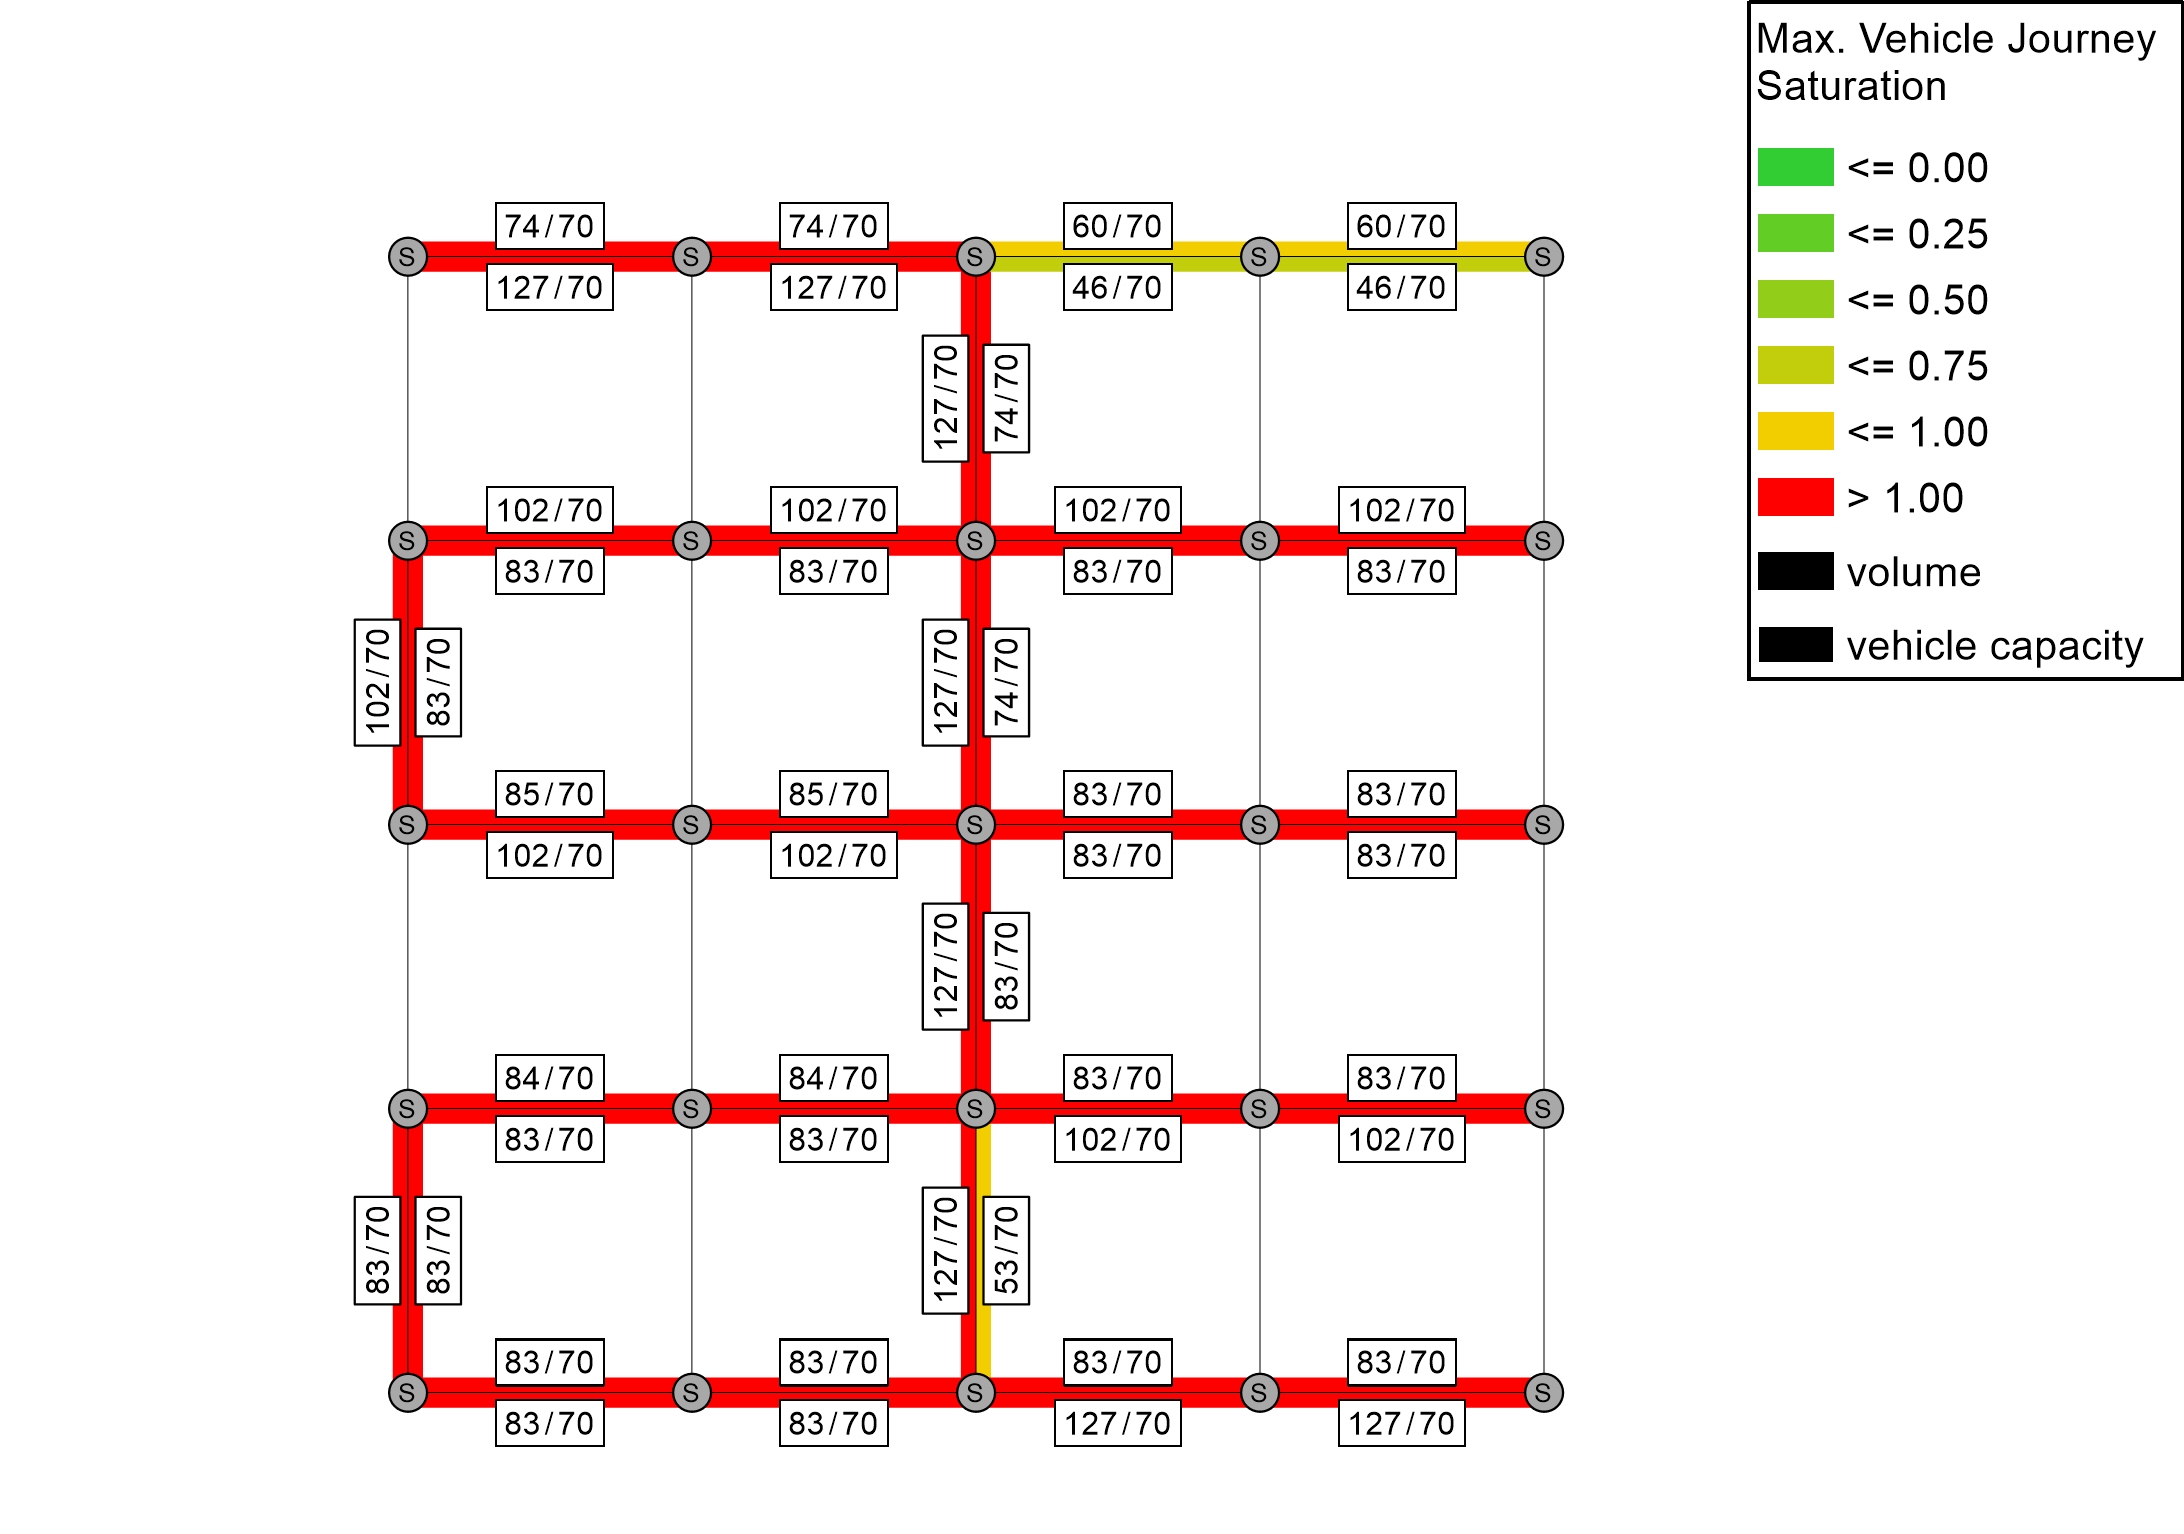 Max. Vehicle Journey
Saturation
<= 0.00
<= 0.25
<= 0.50
<= 0.75
<= 1.00
> 1.00
volume
vehicle capacity
74/70 74/70 60/70 60/70
S S S S S
127/70 127/70 46/70 46/70
127/70 74/70
102/70 102/70 102/70 102/70
S S S S S
83/70 83/70 83/70 83/70
102/70 83/70 127/70 74/70
85/70 85/70 83/70 83/70
S S S S S
102/70 102/70 83/70 83/70
127/70 83/70
84/70 84/70 83/70 83/70
S S S S S
83/70 83/70 102/70 102/70
83/70 83/70 127/70 53/70
83/70 83/70 83/70 83/70
S S S S S
83/70 83/70 127/70 127/70